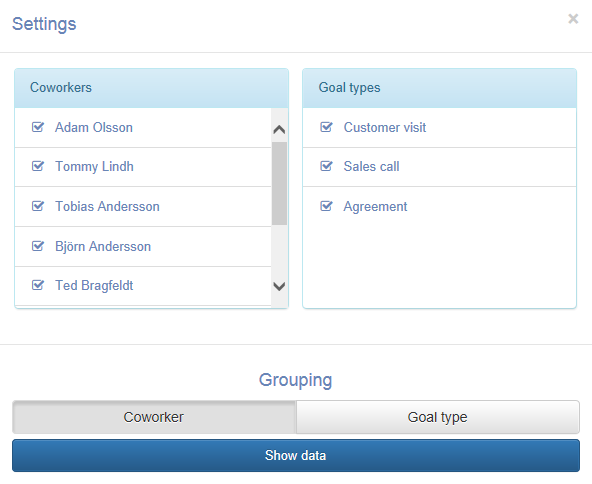 Settings
Coworkers
Adam Olsson
Tommy Lindh
Tobias Andersson
Björn Andersson
Ted Bragfeldt
Goal types
Customer visit
Sales call
Agreement
Grouping
Coworker
Goal type
Show data